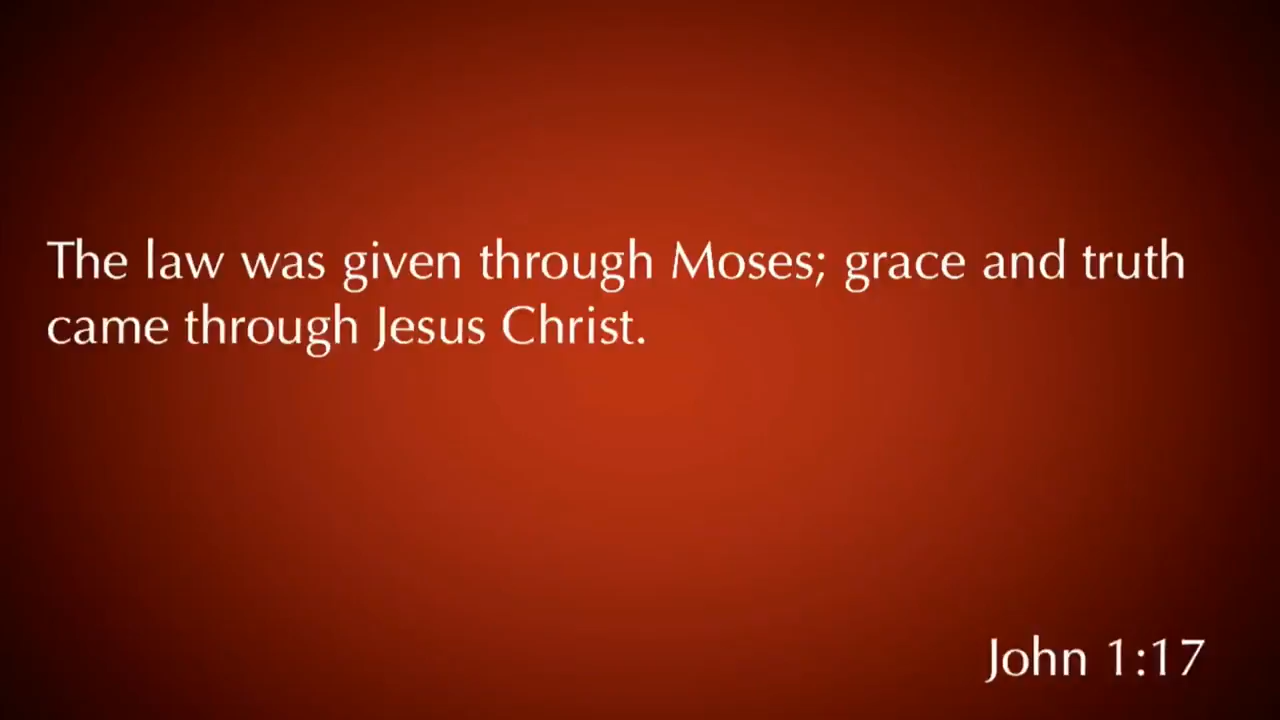 The law was given through Moses; grace and truth
came through Jesus Christ.
John 1:17